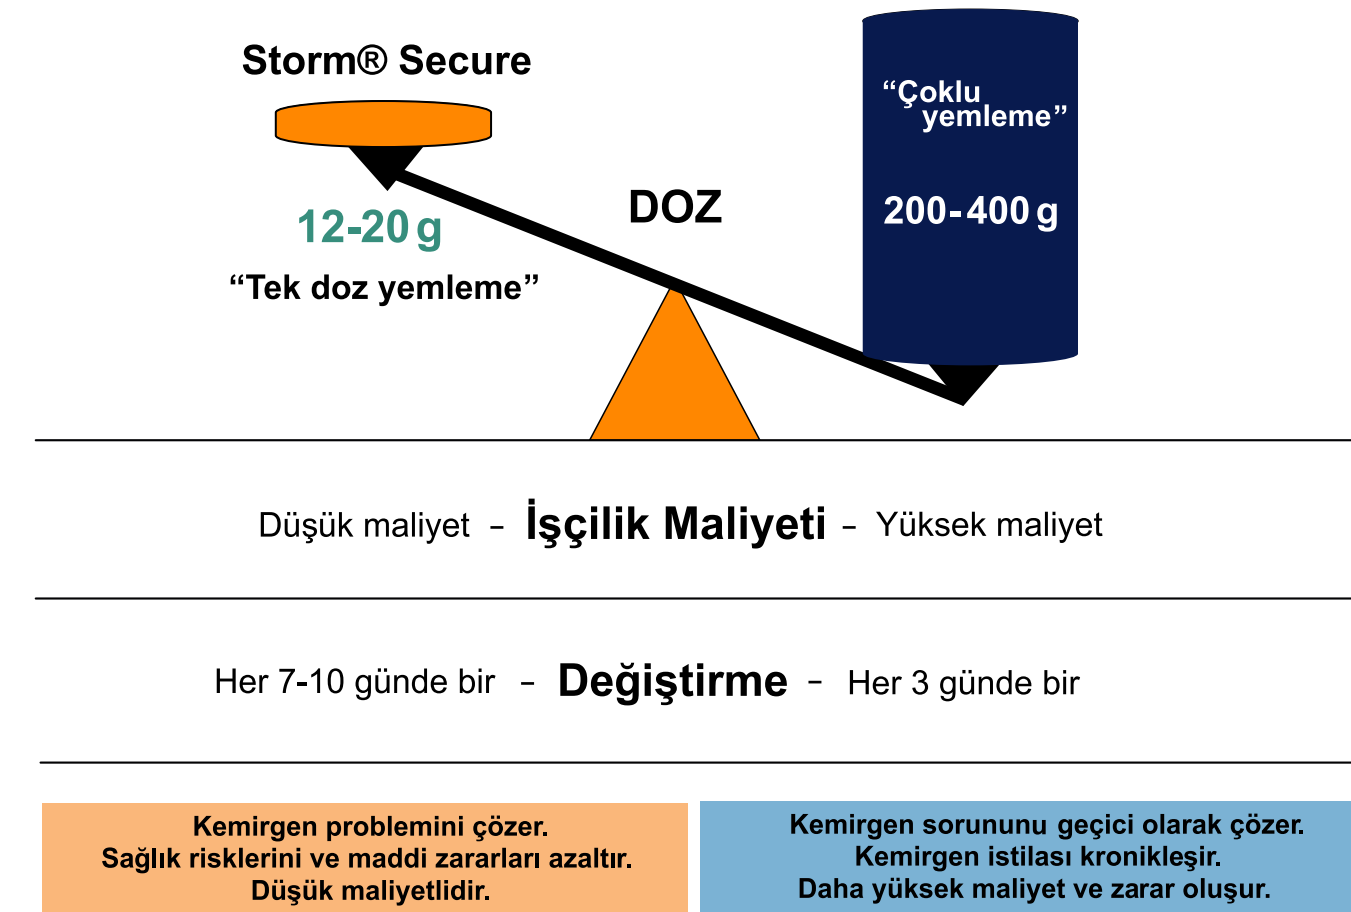 Storm® Secure
12-20 g
“Tek doz yemleme”
DOZ
“Çoklu
yemleme”
200-400 g
Düşük maliyet - İşçilik Maliyeti - Yüksek maliyet
Her 7-10 günde bir - Değiştirme - Her 3 günde bir
Kemirgen problemini çözer.
Sağlık risklerini ve maddi zararları azaltır.
Düşük maliyetlidir.
Kemirgen sorununu geçici olarak çözer.
Kemirgen istilası kronikleşir.
Daha yüksek maliyet ve zarar oluşur.